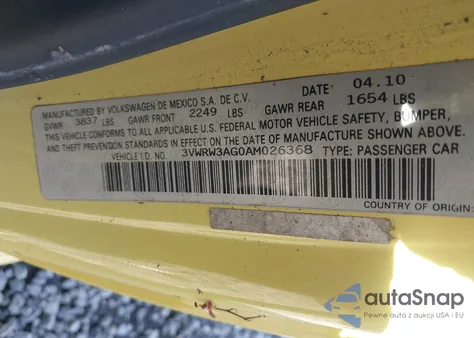 MANUFACTURED BY VOLKSWAGEN DE MEXICO S.A. DE C.V. DATE: 04.10
GVWR 3837 LBS GAWR FRONT 2249 LBS GAWR REAR 1654 LBS
THIS VEHICLE CONFORMS TO ALL APPLICABLE U.S. FEDERAL MOTOR VEHICLE SAFETY, BUMPER,
AND THEFT PREVENTION STANDARDS IN EFFECT ON THE DATE OF MANUFACTURE SHOWN ABOVE.
VEHICLE I.D. NO. 3VWRW3AG0AM026368 TYPE: PASSENGER CAR
COUNTRY OF ORIGIN:
autoSnap
Pewne auta z aukcji USA i EU